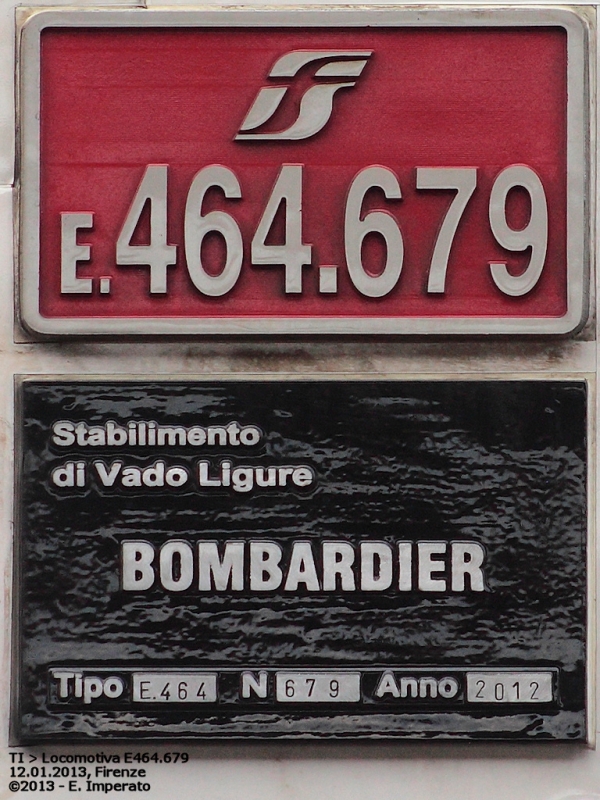 E.464.679
Stabilimento
di Vado Ligure
BOMBARDIER
Tipo E.464 N 679 Anno 2012
TI > Locomotiva E464.679
12.01.2013, Firenze
©2013 - E. Imperato